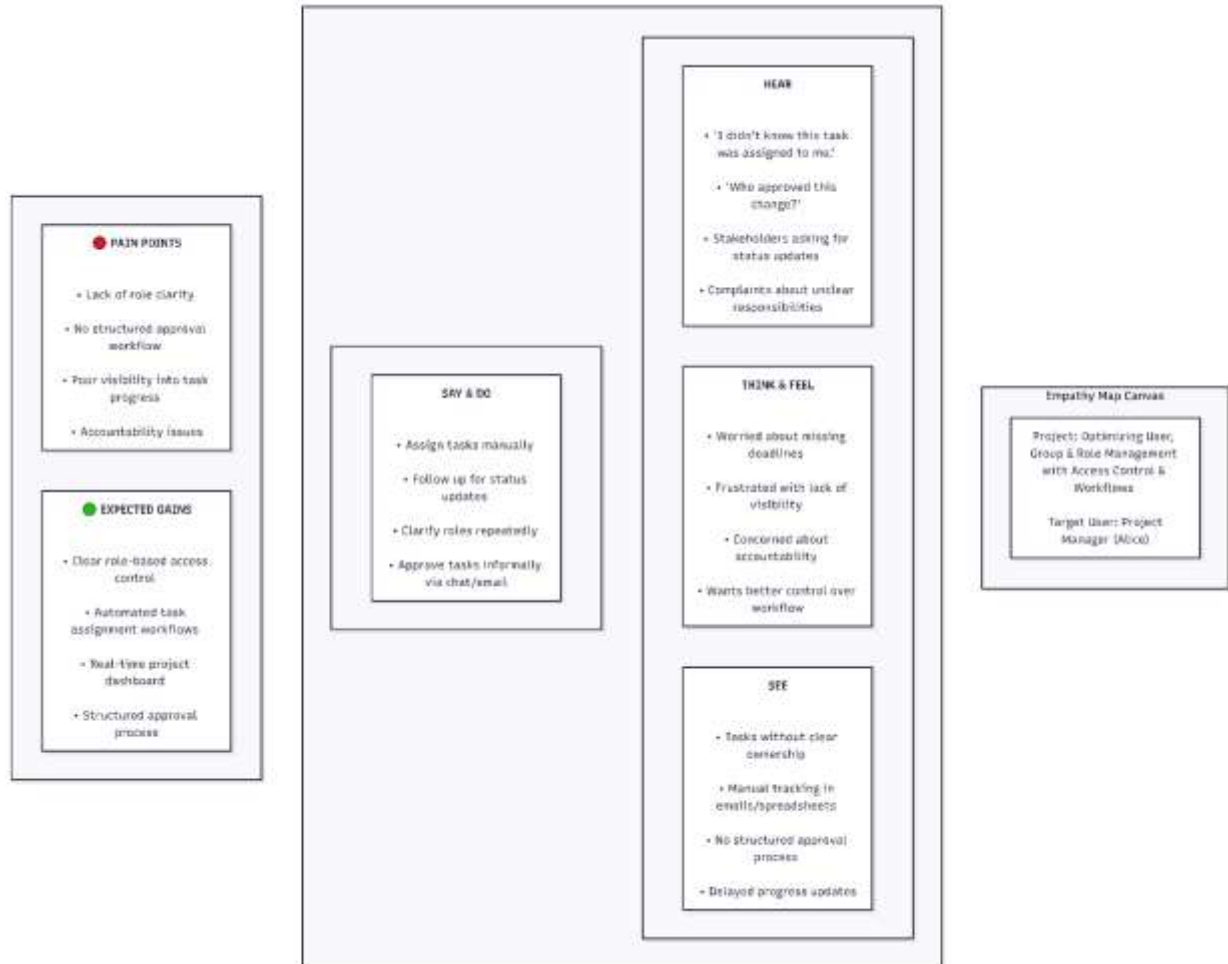 PAIN POINTS
• Lack of role clarity
• No structured approval
workflow
• Poor visibility into task
progress
• Accountability issues
EXPECTED GAINS
• Clear role-based access
control
• Automated task
assignment workflows
• Real-time project
dashboard
• Structured approval
process
SAY & DO
• Assign tasks manually
• Follow up for status
updates
• Clarify roles repeatedly
• Approve tasks informally
via chat/email
HEAR
• 'I didn't know this task
was assigned to me.'
• 'Who approved this
change?'
• Stakeholders asking for
status updates
• Complaints about unclear
responsibilities
THINK & FEEL
• Worried about missing
deadlines
• Frustrated with lack of
visibility
• Concerned about
accountability
• Wants better control over
workflow
SEE
• Tasks without clear
ownership
• Manual tracking in
emails/spreadsheets
• No structured approval
process
• Delayed progress updates
Empathy Map Canvas
Project: Optimizing User,
Group & Role Management
with Access Control &
Workflows
Target User: Project
Manager (Alice)